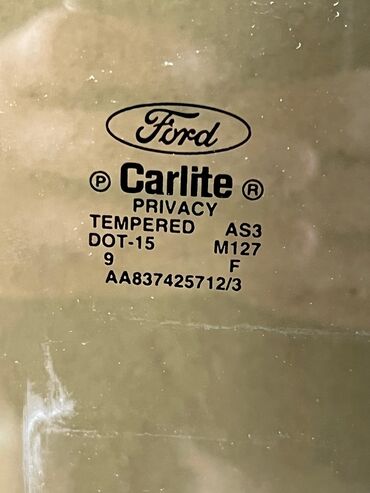 Ford
Ⓟ Carlite ®
PRIVACY
TEMPERED AS3
DOT-15 M127
9 F
AA837425712/3